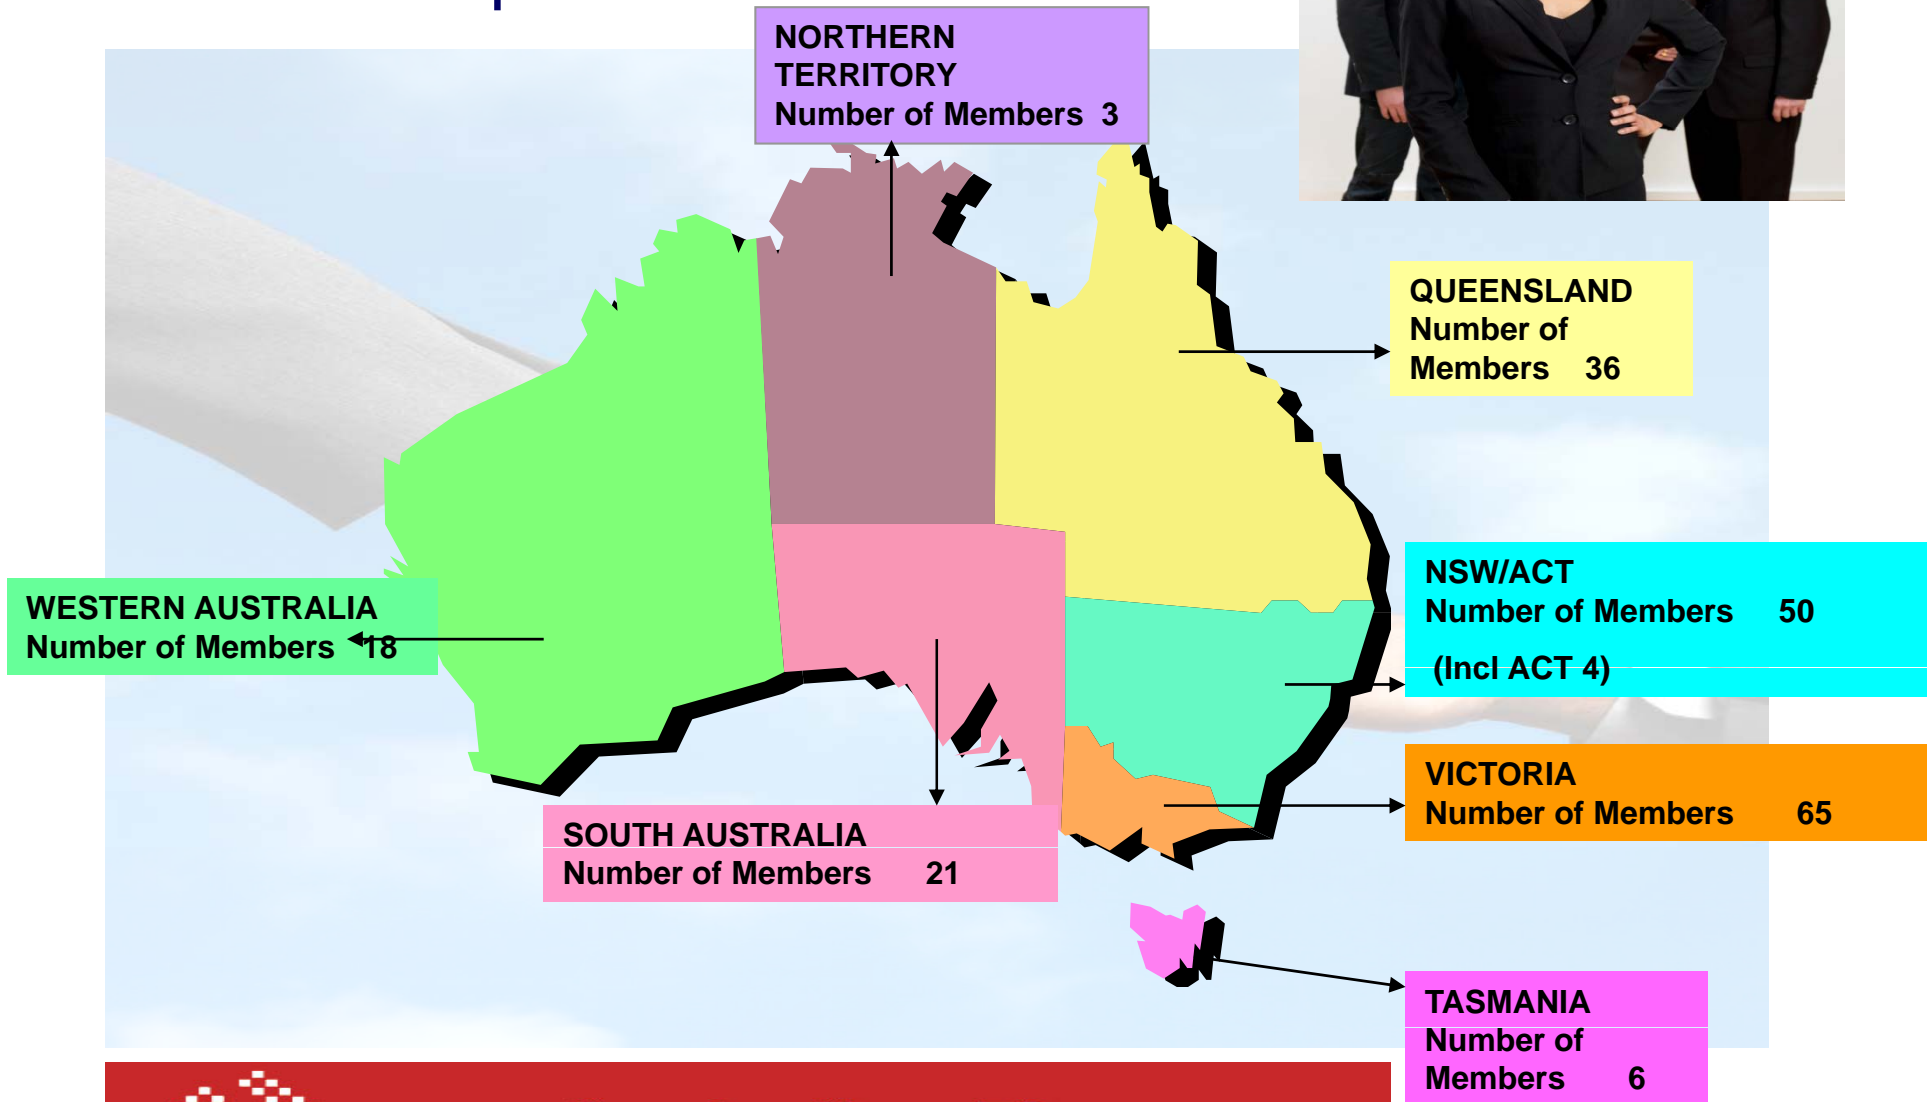 NORTHERN
TERRITORY
Number of Members 3
QUEENSLAND
Number of
Members 36
NSW/ACT
Number of Members 50
(Incl ACT 4)
WESTERN AUSTRALIA
Number of Members 18
VICTORIA
Number of Members 65
SOUTH AUSTRALIA
Number of Members 21
TASMANIA
Number of
Members 6